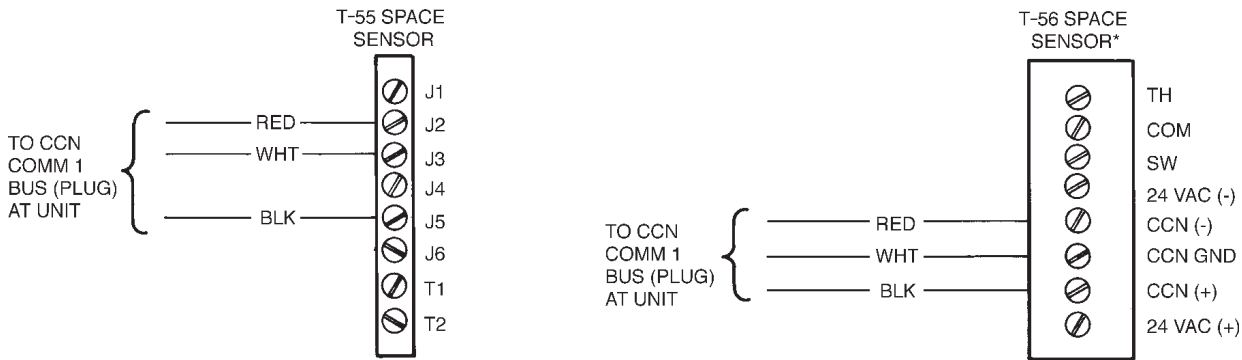 T-55 SPACE
SENSOR
J1
J2
J3
J4
J5
J6
T1
T2
RED
WHT
BLK
TO CCN
COMM 1
BUS (PLUG)
AT UNIT
T-56 SPACE
SENSOR*
TH
COM
SW
24 VAC (-)
CCN (-)
CCN GND
CCN (+)
24 VAC (+)
RED
WHT
BLK
TO CCN
COMM 1
BUS (PLUG)
AT UNIT